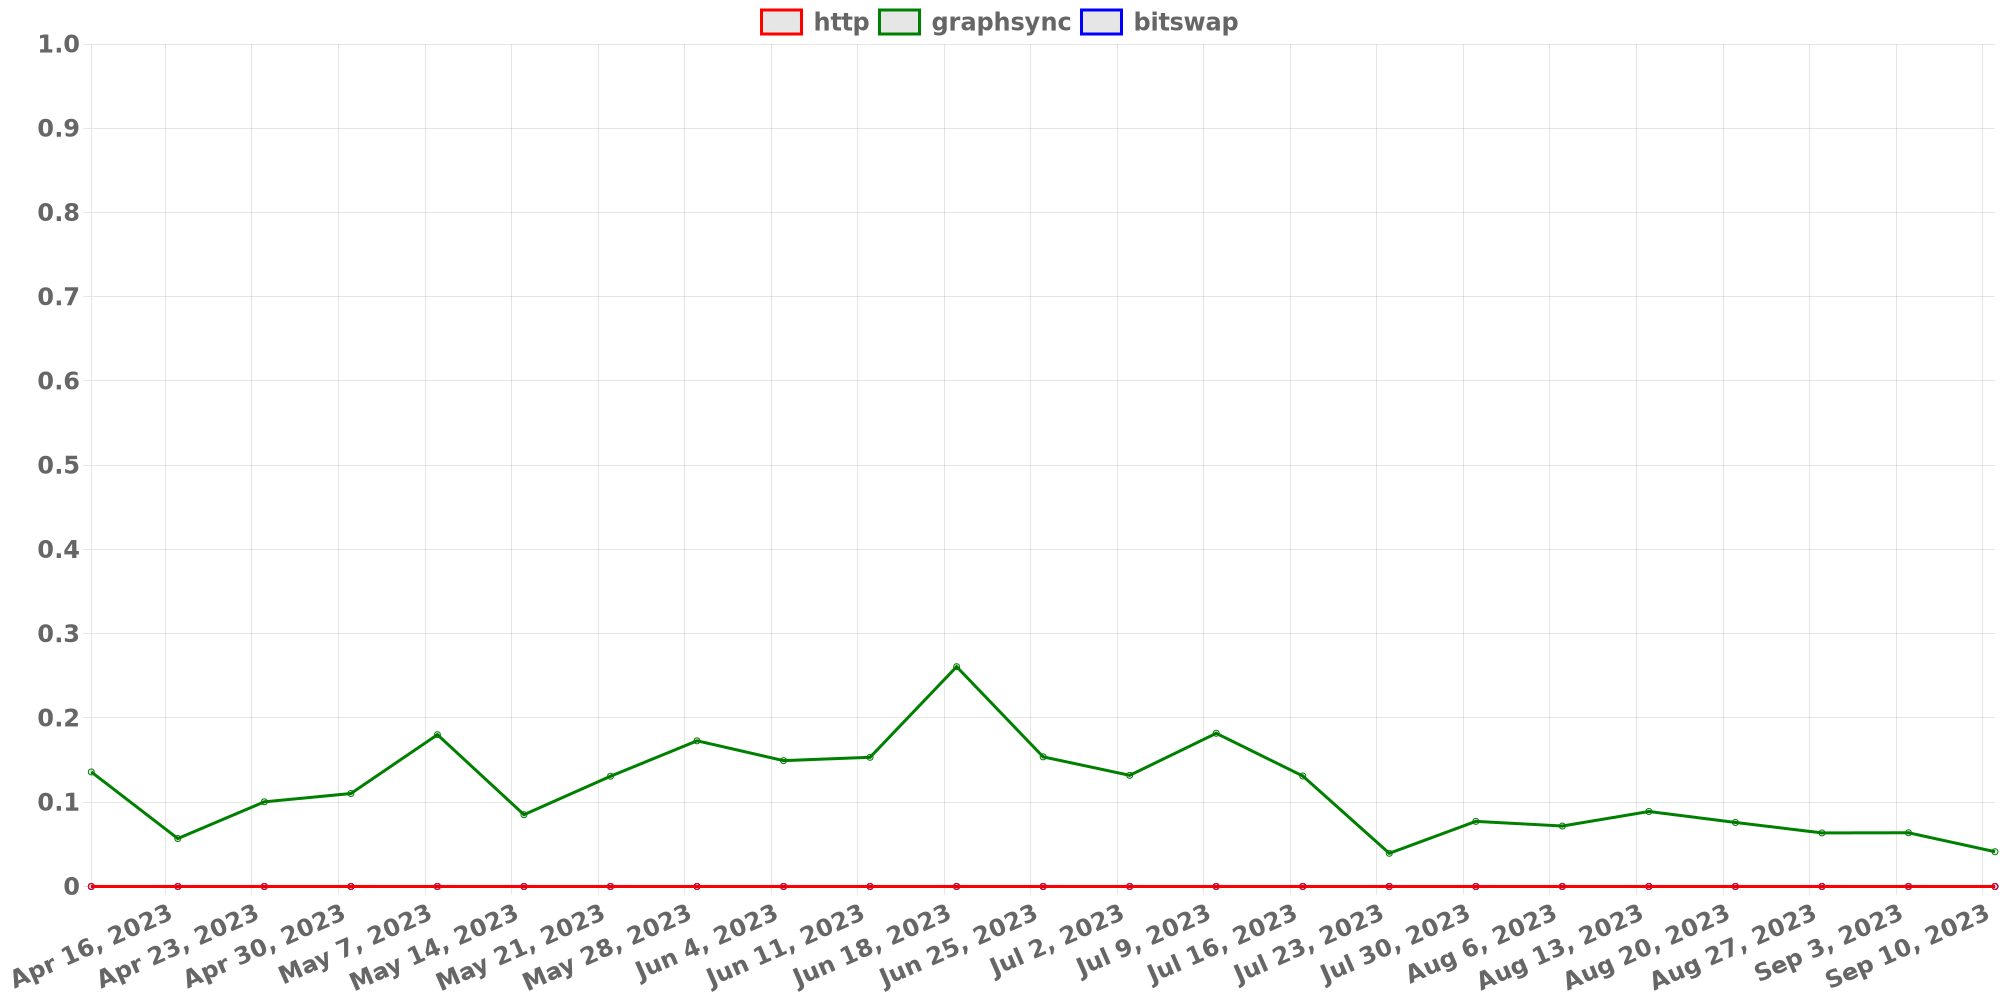 http graphsync bitswap
1.0
0.9
0.8
0.7
0.6
0.5
0.4
0.3
0.2
0.1
0
Apr 16, 2023
Apr 23, 2023
Apr 30, 2023
May 7, 2023
May 14, 2023
May 21, 2023
May 28, 2023
Jun 4, 2023
Jun 11, 2023
Jun 18, 2023
Jun 25, 2023
Jul 2, 2023
Jul 9, 2023
Jul 16, 2023
Jul 23, 2023
Jul 30, 2023
Aug 6, 2023
Aug 13, 2023
Aug 20, 2023
Aug 27, 2023
Sep 3, 2023
Sep 10, 2023